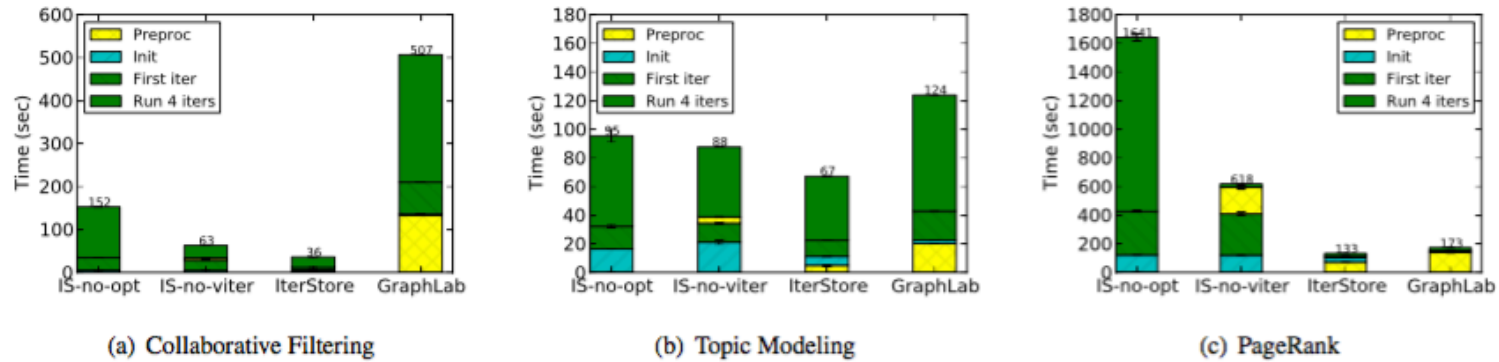 600
500
400
300
200
100
0
Time (sec)
Preproc
Init
First iter
Run 4 iters
152
63
36
507
IS-no-opt IS-no-viter IterStore GraphLab
(a) Collaborative Filtering
180
160
140
120
100
80
60
40
20
0
Time (sec)
Preproc
Init
First iter
Run 4 iters
95
88
67
124
IS-no-opt IS-no-viter IterStore GraphLab
(b) Topic Modeling
1800
1600
1400
1200
1000
800
600
400
200
0
Time (sec)
Preproc
Init
First iter
Run 4 iters
1641
618
133
173
IS-no-opt IS-no-viter IterStore GraphLab
(c) PageRank